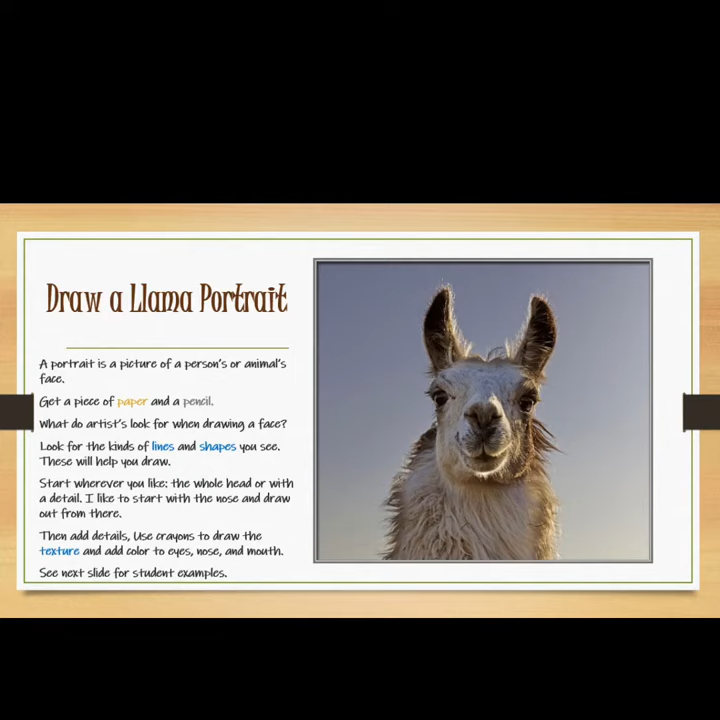 Draw a Llama Portrait
A portrait is a picture of a person's or animal's
face.
Get a piece of paper and a pencil.
What do artist's look for when drawing a face?
Look for the kinds of lines and shapes you see.
These will help you draw.
Start wherever you like: the whole head or with
a detail. I like to start with the nose and draw
out from there.
Then add details, Use crayons to draw the
texture and add color to eyes, nose, and mouth.
See next slide for student examples.